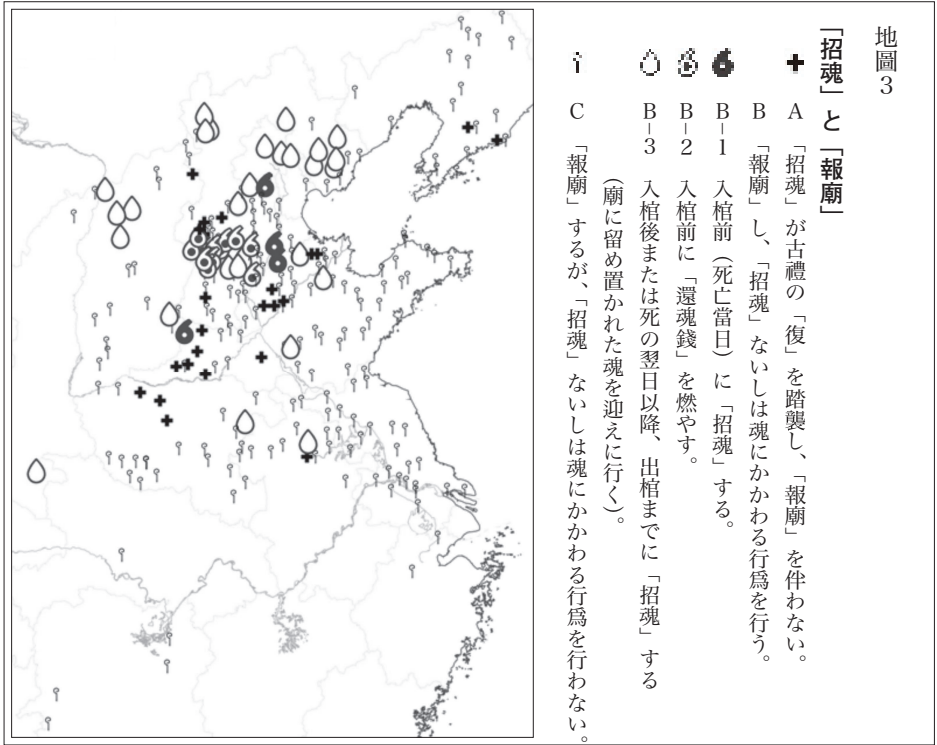 地圖3
「招魂」と「報廟」
A 「招魂」が古禮の「復」を踏襲し、「報廟」を伴わない。
B 「報廟」し、「招魂」ないしは魂にかかわる行爲を行う。
B−1 入棺前（死亡當日）に「招魂」する。
B−2 入棺前に「還魂錢」を燃やす。
B−3 入棺後または死の翌日以降、出棺までに「招魂」する
（廟に留め置かれた魂を迎えに行く）。
C 「報廟」するが、「招魂」ないしは魂にかかわる行爲を行わない。